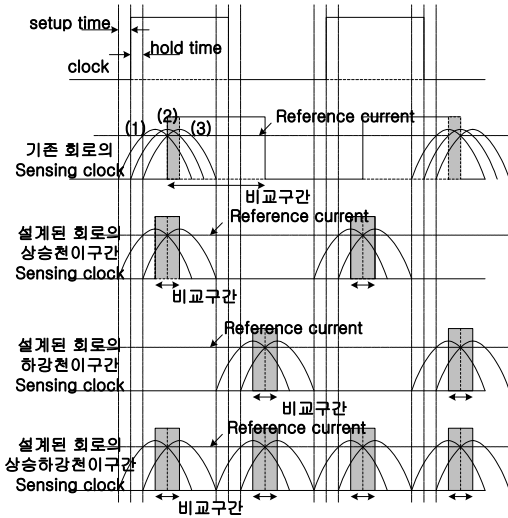 setup time
hold time
clock
(1) (2) (3)
Reference current
기존 회로의
Sensing clock
비교구간
Reference current
설계된 회로의
상승천이구간
Sensing clock
비교구간
Reference current
설계된 회로의
하강천이구간
Sensing clock
비교구간
Reference current
설계된 회로의
상승하강천이구간
Sensing clock
비교구간